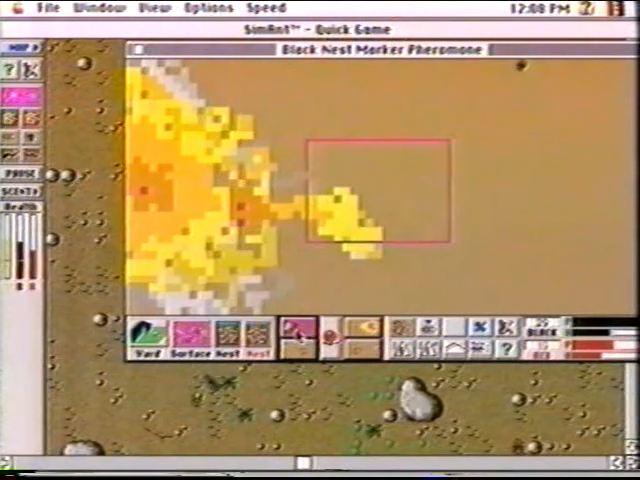 File Window View Options Speed 12:08 PM
SimAnt™ - Quick Game
Black Nest Marker Pheromone
MAP
?
PAUSE
SCENT
Health
Yard Surface Nest Nest
?
BLACK
RED